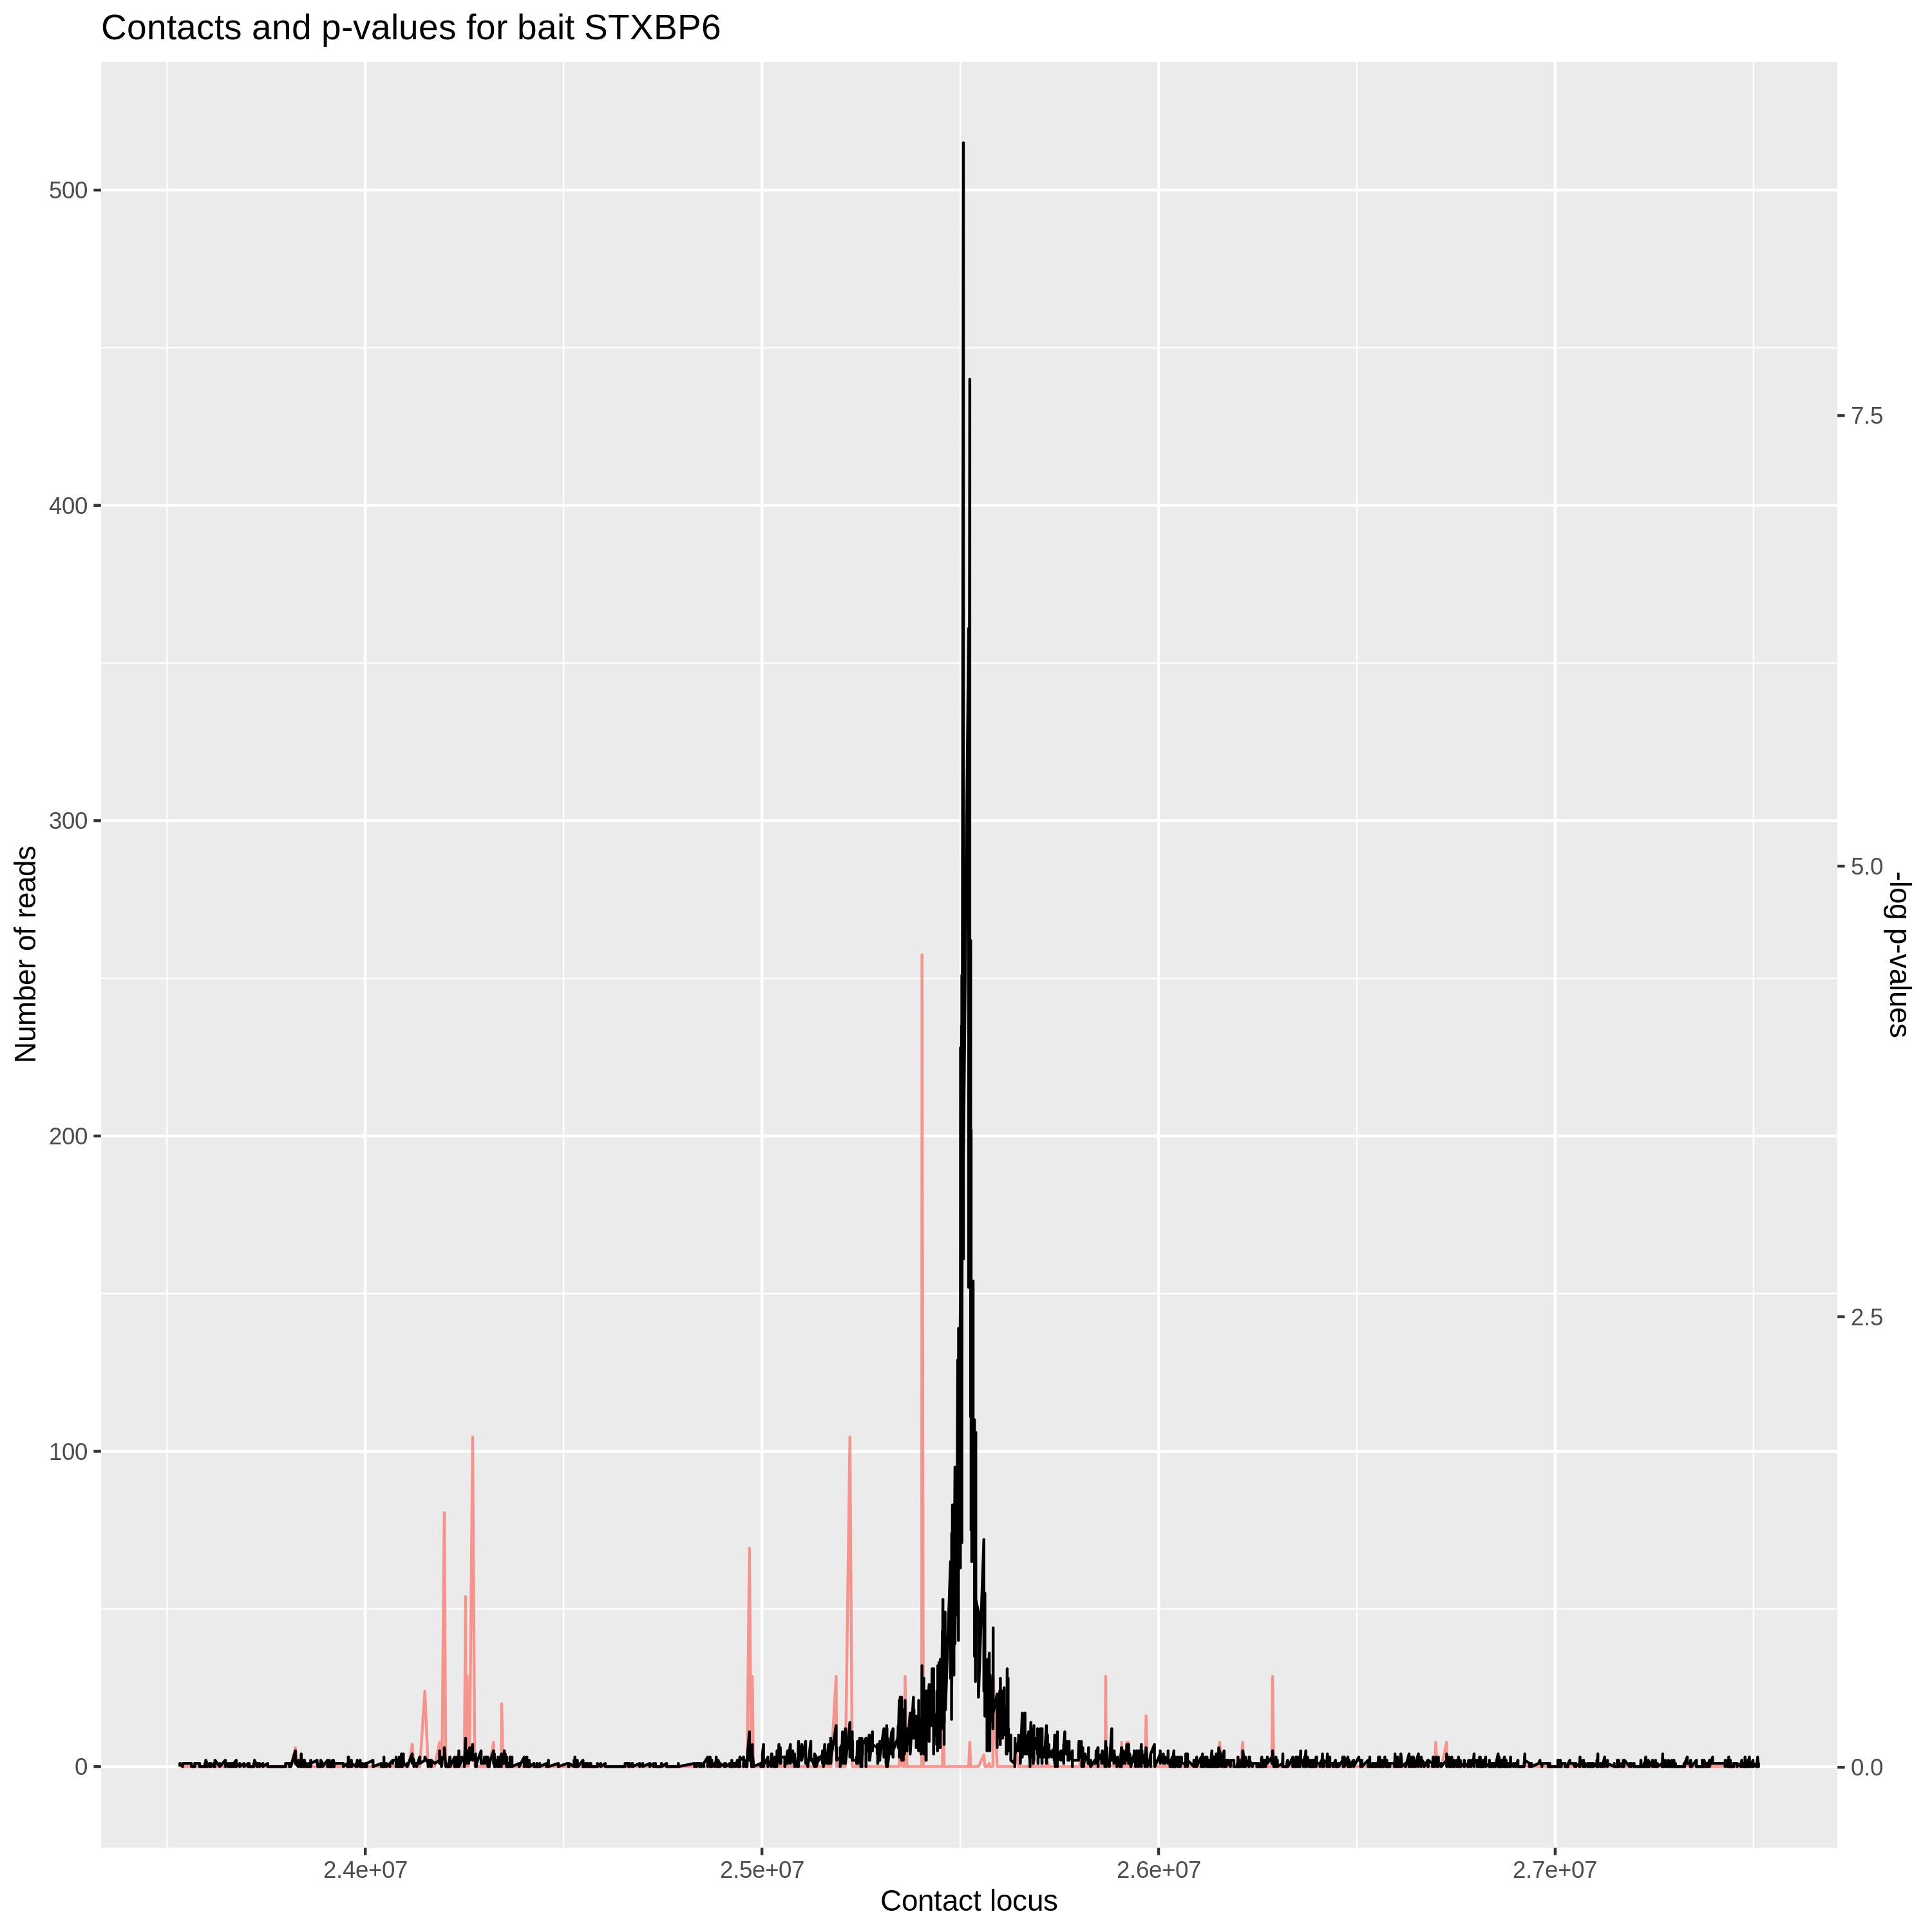 Contacts and p-values for bait STXBP6
500
400
300
200
100
0
Number of reads
7.5
5.0
2.5
0.0
-log p-values
2.4e+07 2.5e+07 2.6e+07 2.7e+07
Contact locus